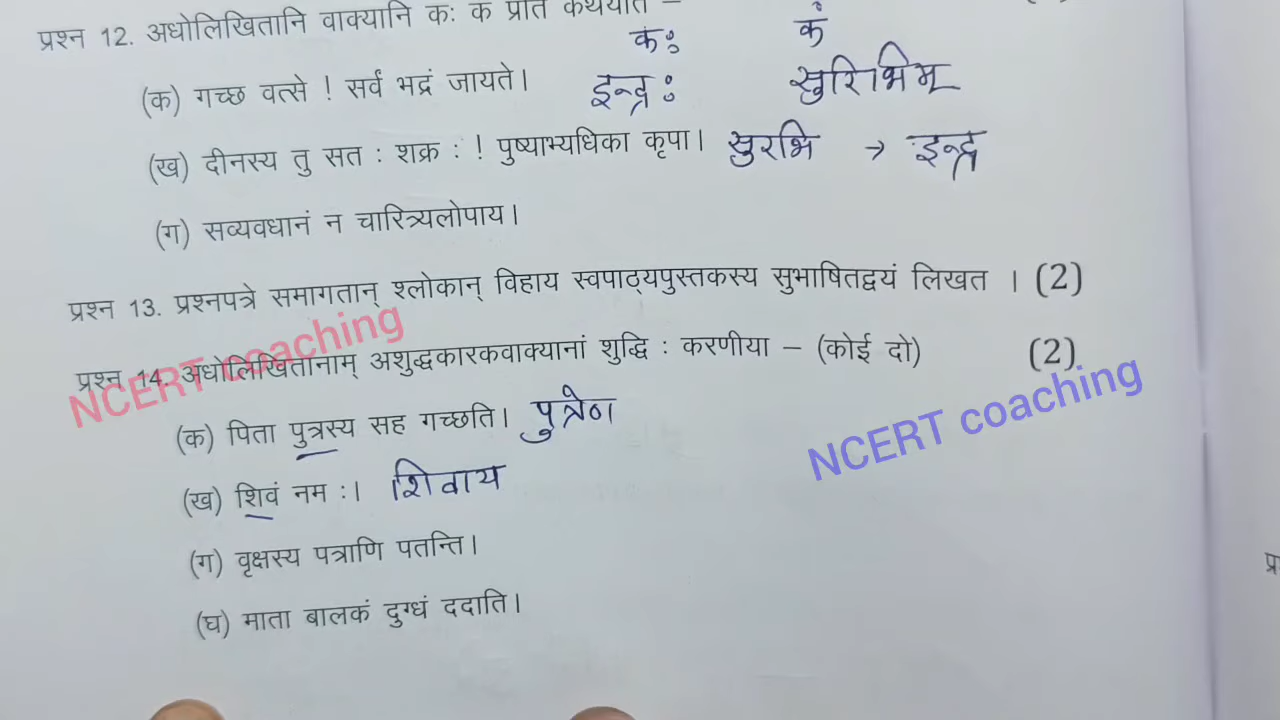 प्रश्न 12. अधोलिखितानि वाक्यानि कः कं प्रति कथयति –
कः कं
(क) गच्छ वत्से ! सर्वं भद्रं जायते। इन्द्रः सुरिभिम्
(ख) दीनस्य तु सत : शक्र : ! पुष्याभ्यधिका कृपा। सुरभि → इन्द्र
(ग) सव्यवधानं न चारित्र्यलोपाय।
प्रश्न 13. प्रश्नपत्रे समागतान् श्लोकान् विहाय स्वपाठ्यपुस्तकस्य सुभाषितद्वयं लिखत । (2)
NCERT coaching
प्रश्न 14. अधोलिखितानाम् अशुद्धकारकवाक्यानां शुद्धि : करणीया – (कोई दो) (2)
NCERT coaching
(क) पिता पुत्रस्य सह गच्छति। पुत्रेण
(ख) शिवं नम :। शिवाय
(ग) वृक्षस्य पत्राणि पतन्ति।
(घ) माता बालकं दुग्धं ददाति।